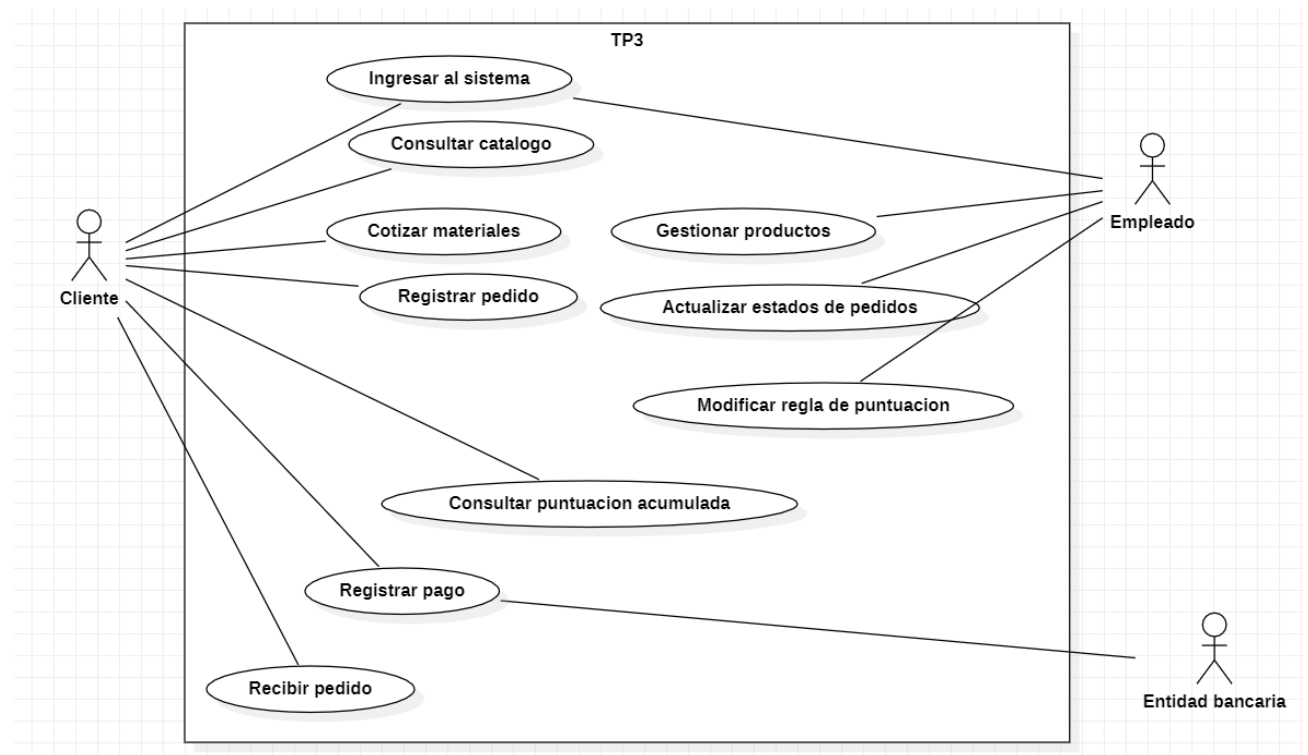 TP3
Ingresar al sistema
Consultar catalogo
Cotizar materiales
Gestionar productos
Empleado
Cliente
Registrar pedido
Actualizar estados de pedidos
Modificar regla de puntuacion
Consultar puntuacion acumulada
Registrar pago
Recibir pedido
Entidad bancaria